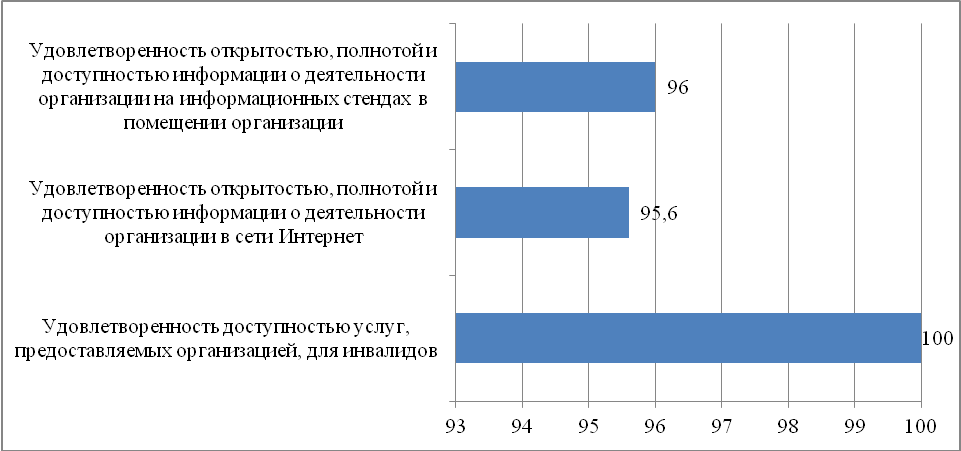 Удовлетворенность открытостью, полнотой и
доступностью информации о деятельности
организации на информационных стендах в
помещении организации
96
Удовлетворенность открытостью, полнотой и
доступностью информации о деятельности
организации в сети Интернет
95,6
Удовлетворенность доступностью услуг,
предоставляемых организацией, для инвалидов
100
93 94 95 96 97 98 99 100